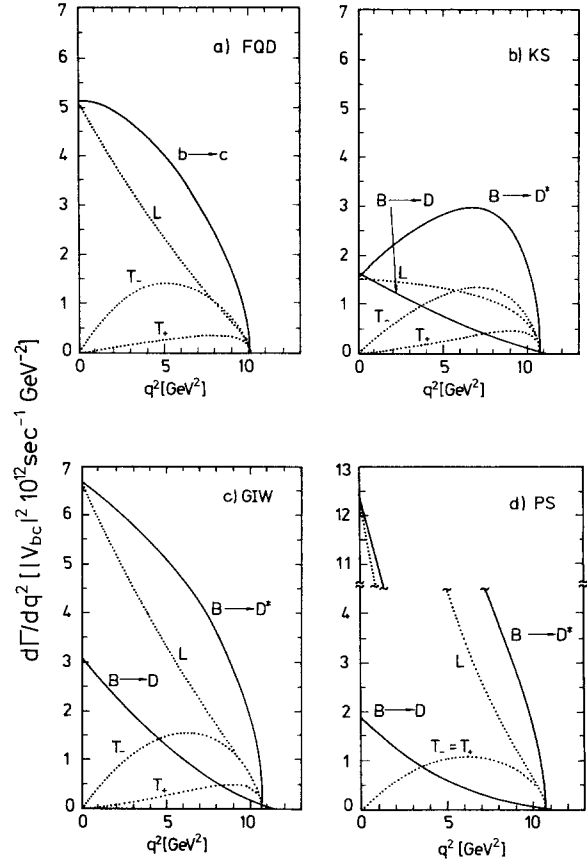 a) FQD
7
6
5
4
3
2
1
0
b → c
L
T₋
T₊
0 5 10
q²[GeV²]
b) KS
7
6
5
4
3
2
1
0
B → D
B → D*
L
T₋
T₊
0 5 10
q²[GeV²]
dΓ/dq² [|V_bc|² 10¹² sec⁻¹ GeV⁻²]
c) GIW
7
6
5
4
3
2
1
0
B → D*
L
B → D
T₋
T₊
0 5 10
q²[GeV²]
d) PS
13
12
11
4
3
2
1
0
B → D*
L
B → D
T₋ = T₊
0 5 10
q²[GeV²]